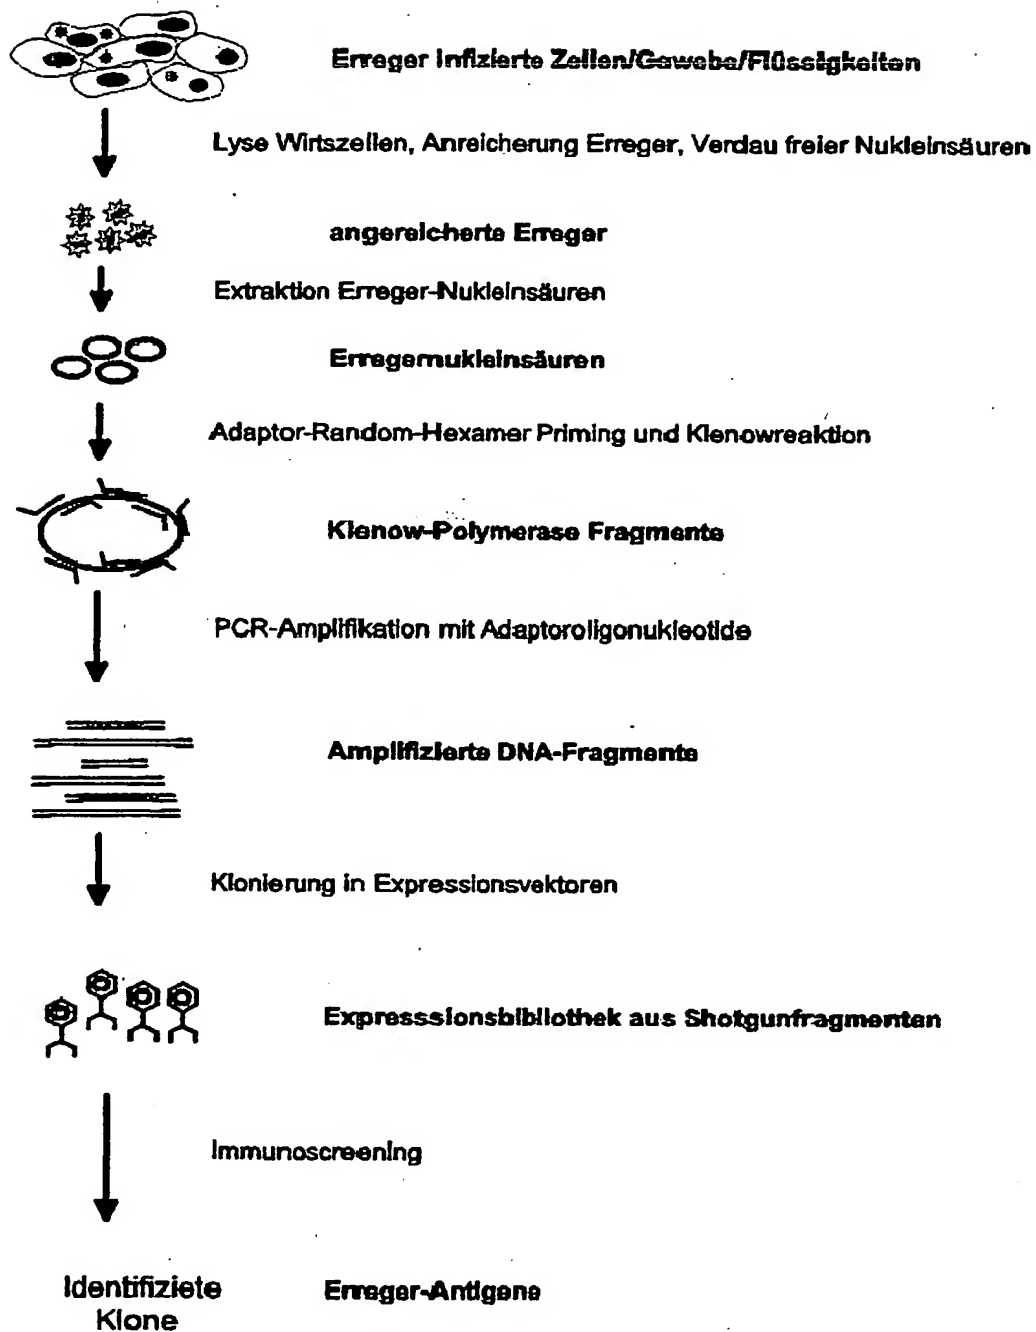 Erreger Infizierte Zellen/Gewebe/Flüssigkeiten
Lyse Wirtszellen, Anreicherung Erreger, Verdau freier Nukleinsäuren
angereicherte Erreger
Extraktion Erreger-Nukleinsäuren
Erregernukleinsäuren
Adaptor-Random-Hexamer Priming und Klenowreaktion
Klenow-Polymerase Fragmente
PCR-Amplifikation mit Adaptoroligonukleotide
Amplifizierte DNA-Fragmente
Klonierung in Expressionsvektoren
Expresssionsbibliothek aus Shotgunfragmenten
Immunoscreening
Identifiziete Erreger-Antigene
Klone